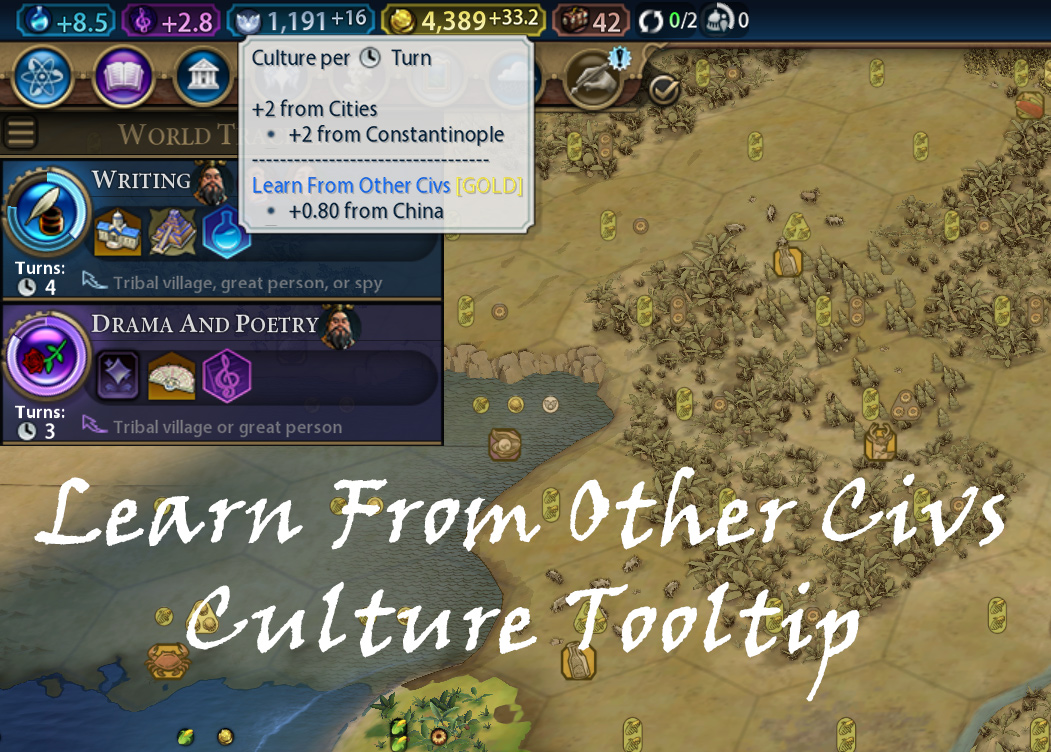 +8.5 +2.8 1,191 +16 4,389 +33.2 42 0/2 0
Culture per Turn
+2 from Cities
• +2 from Constantinople
-----------------------------------
Learn From Other Civs [GOLD]
• +0.80 from China
WORLD
WRITING
Turns:
4
Tribal village, great person, or spy
DRAMA AND POETRY
Turns:
3
Tribal village or great person
Learn From Other Civs
Culture Tooltip